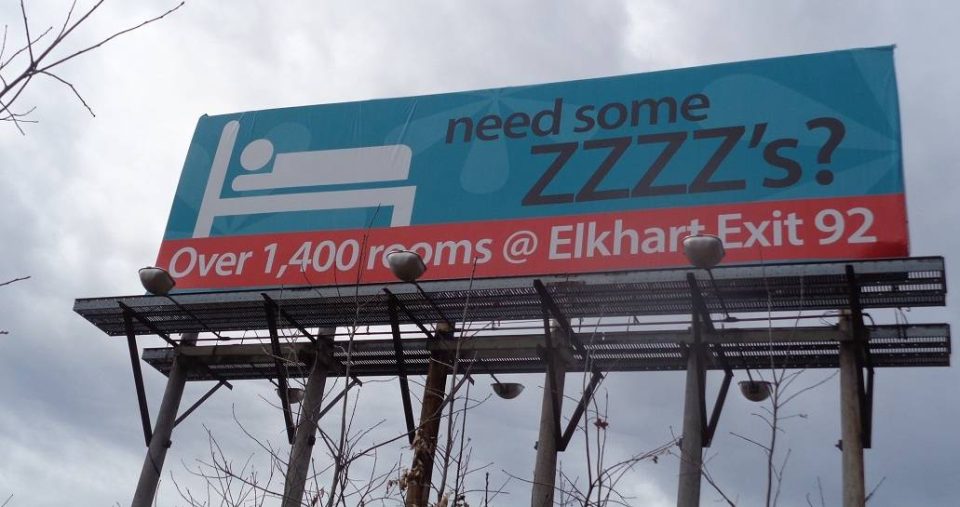 need some
ZZZZ's?
Over 1,400 rooms @ Elkhart Exit 92